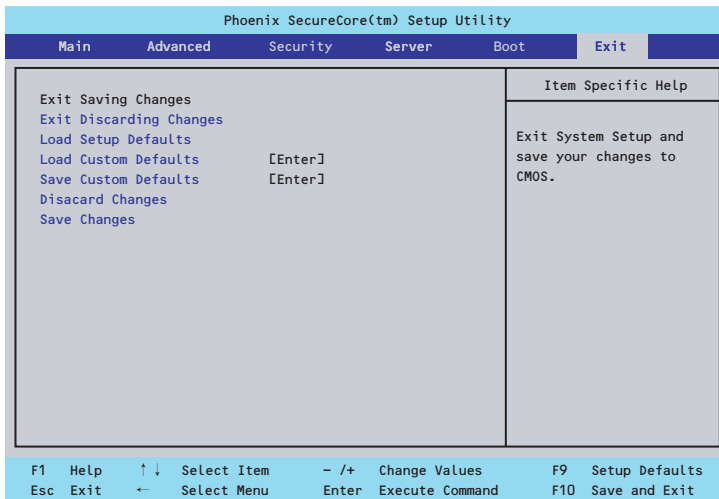 Phoenix SecureCore(tm) Setup Utility
Main Advanced Security Server Boot Exit
Item Specific Help
Exit Saving Changes
Exit Discarding Changes
Load Setup Defaults
Load Custom Defaults [Enter]
Save Custom Defaults [Enter]
Disacard Changes
Save Changes
Exit System Setup and
save your changes to
CMOS.
F1 Help ↑↓ Select Item - /+ Change Values F9 Setup Defaults
Esc Exit ← Select Menu Enter Execute Command F10 Save and Exit